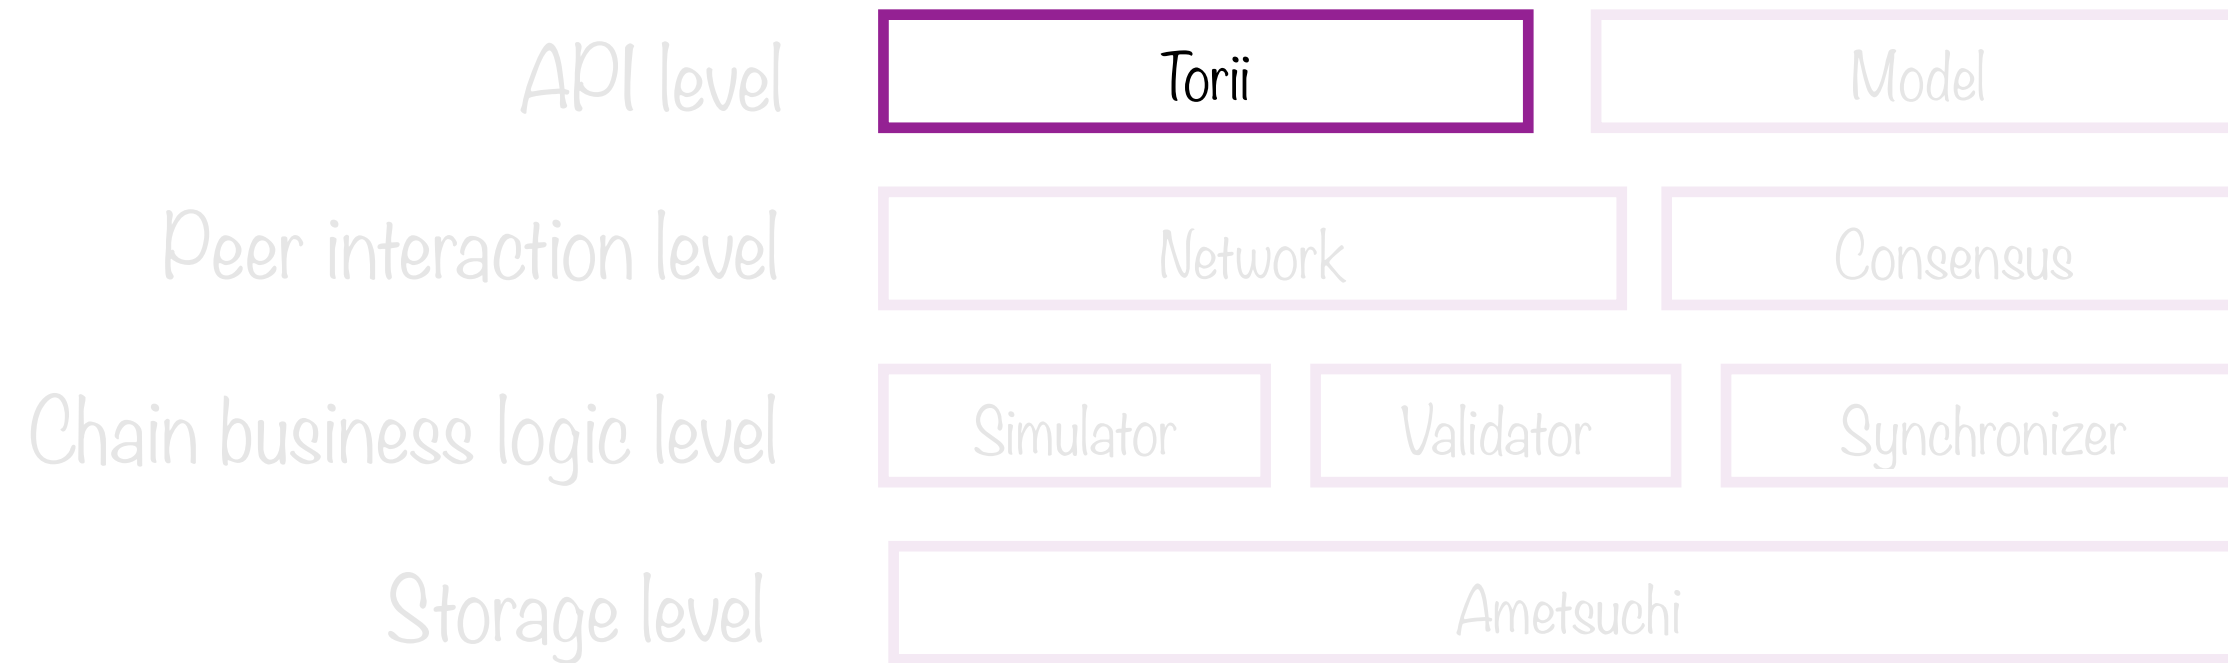 API level Torii Model
Peer interaction level Network Consensus
Chain business logic level Simulator Validator Synchronizer
Storage level Ametsuchi